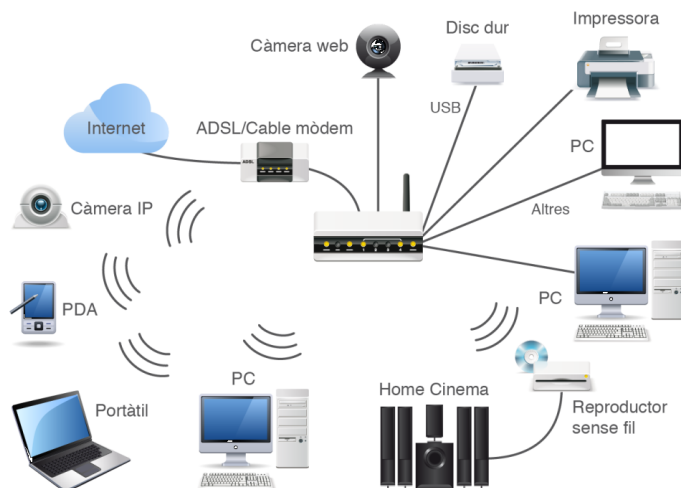 Càmera web
Disc dur
Impressora
Internet
ADSL/Cable mòdem
USB
PC
ADSL
Càmera IP
Altres
PDA
PC
PC
Portàtil
Home Cinema
Reproductor
sense fil